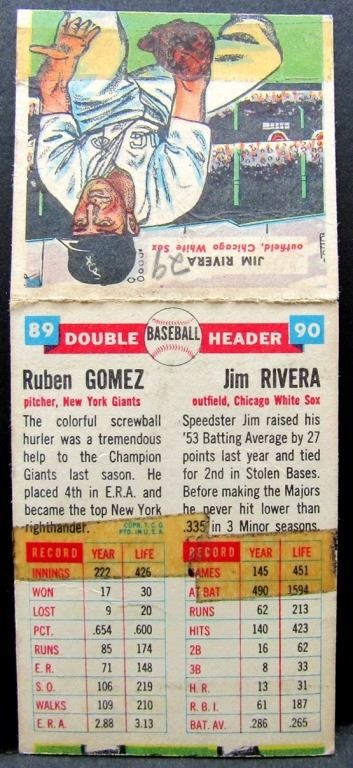 JIM RIVERA
outfield, Chicago White Sox
29
89 DOUBLE BASEBALL HEADER 90
Ruben GOMEZ
pitcher, New York Giants
The colorful screwball
hurler was a tremendous
help to the Champion
Giants last sason. He
placed 4th in E.R.A. and
became the top New York
righthander.
COPR. T. C. G.
PTD. IN U.S.A.
RECORD YEAR LIFE
INNINGS 222 426
WON 17 30
LOST 9 20
PCT. .654 .600
RUNS 85 174
E. R. 71 148
S. O. 106 219
WALKS 109 210
E. R. A. 2.88 3.13
Jim RIVERA
outfield, Chicago White Sox
Speedster Jim raised his
'53 Batting Average by 27
points last year and tied
for 2nd in Stolen Bases.
Before making the Majors
he never hit lower than
.335 in 3 Minor seasons.
RECORD YEAR LIFE
GAMES 145 451
AT BAT 490 1594
RUNS 62 213
HITS 140 423
2B 16 62
3B 8 33
H. R. 13 31
R. B. I. 61 187
BAT. AV. .286 .265